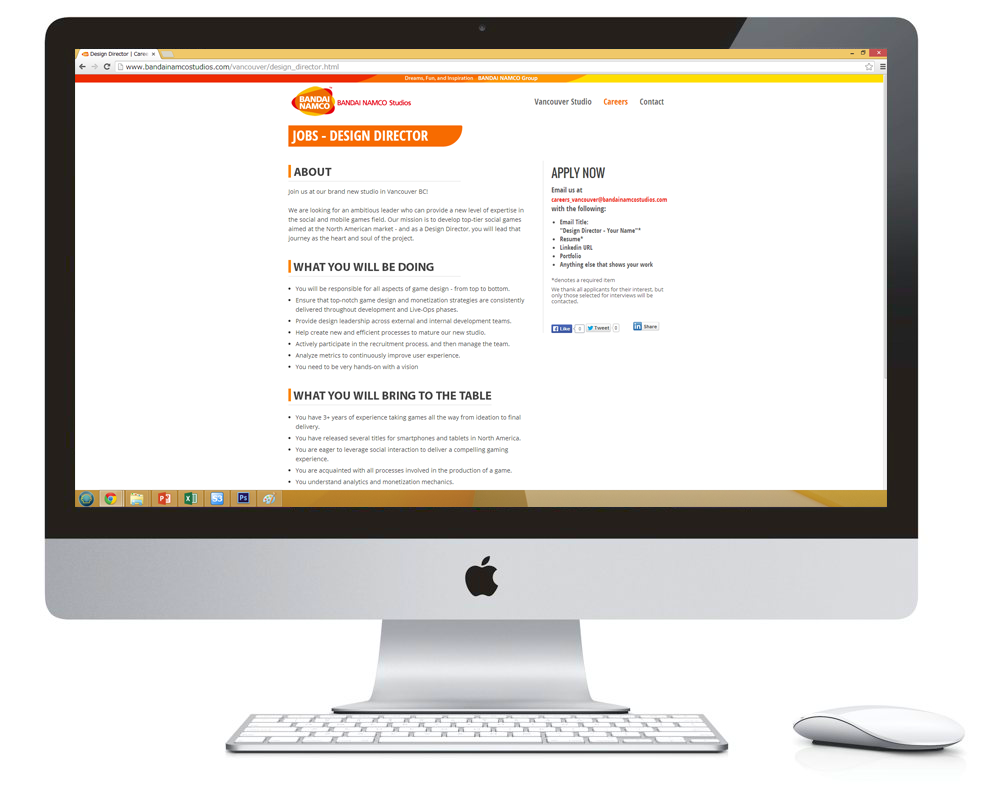 Design Director | Caree
www.bandainamcostudios.com/vancouver/design_director.html
Dreams, Fun, and Inspiration. BANDAI NAMCO Group
BANDAI
NAMCO
BANDAI NAMCO Studios
Vancouver Studio
Careers
Contact
JOBS - DESIGN DIRECTOR
ABOUT
Join us at our brand new studio in Vancouver BC!
We are looking for an ambitious leader who can provide a new level of expertise in
the social and mobile games field. Our mission is to develop top-tier social games
aimed at the North American market - and as a Design Director, you will lead that
journey as the heart and soul of the project.
WHAT YOU WILL BE DOING
• You will be responsible for all aspects of game design - from top to bottom.
• Ensure that top-notch game design and monetization strategies are consistently
delivered throughout development and Live-Ops phases.
• Provide design leadership across external and internal development teams.
• Help create new and efficient processes to mature our new studio.
• Actively participate in the recruitment process, and then manage the team.
• Analyze metrics to continuously improve user experience.
• You need to be very hands-on with a vision
WHAT YOU WILL BRING TO THE TABLE
• You have 3+ years of experience taking games all the way from ideation to final
delivery.
• You have released several titles for smartphones and tablets in North America.
• You are eager to leverage social interaction to deliver a compelling gaming
experience.
• You are acquainted with all processes involved in the production of a game.
• You understand analytics and monetization mechanics.
APPLY NOW
Email us at
careers_vancouver@bandainamcostudios.com
with the following:
• Email Title:
"Design Director - Your Name"*
• Resume*
• Linkedin URL
• Portfolio
• Anything else that shows your work
*denotes a required item
We thank all applicants for their interest, but
only those selected for interviews will be
contacted.
Like 0 Tweet 0 in Share
Ps